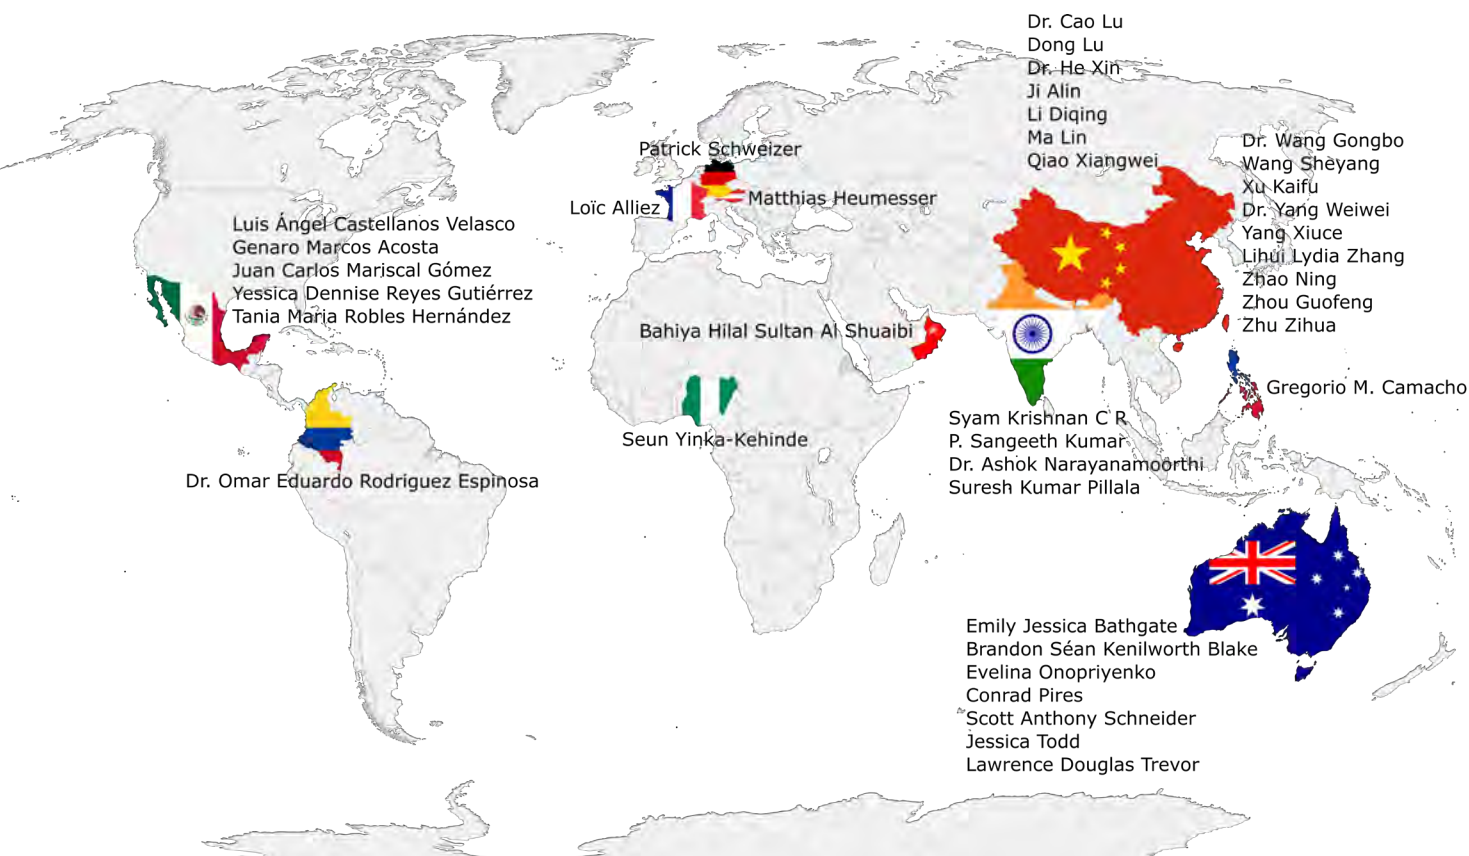 Dr. Cao Lu
Dong Lu
Dr. He Xin
Ji Alin
Li Diqing
Ma Lin
Qiao Xiangwei
Dr. Wang Gongbo
Wang Sheyang
Xu Kaifu
Dr. Yang Weiwei
Yang Xiuce
Lihui Lydia Zhang
Zhao Ning
Zhou Guofeng
Zhu Zihua
Patrick Schweizer
Matthias Heumesser
Loïc Alliez
Luis Ángel Castellanos Velasco
Genaro Marcos Acosta
Juan Carlos Mariscal Gómez
Yessica Dennise Reyes Gutiérrez
Tania Maria Robles Hernández
Bahiya Hilal Sultan Al Shuaibi
Gregorio M. Camacho
Seun Yinka-Kehinde
Syam Krishnan C R
P. Sangeeth Kumar
Dr. Ashok Narayanamoorthi
Suresh Kumar Pillala
Dr. Omar Eduardo Rodriguez Espinosa
Emily Jessica Bathgate
Brandon Séan Kenilworth Blake
Evelina Onopriyenko
Conrad Pires
Scott Anthony Schneider
Jessica Todd
Lawrence Douglas Trevor